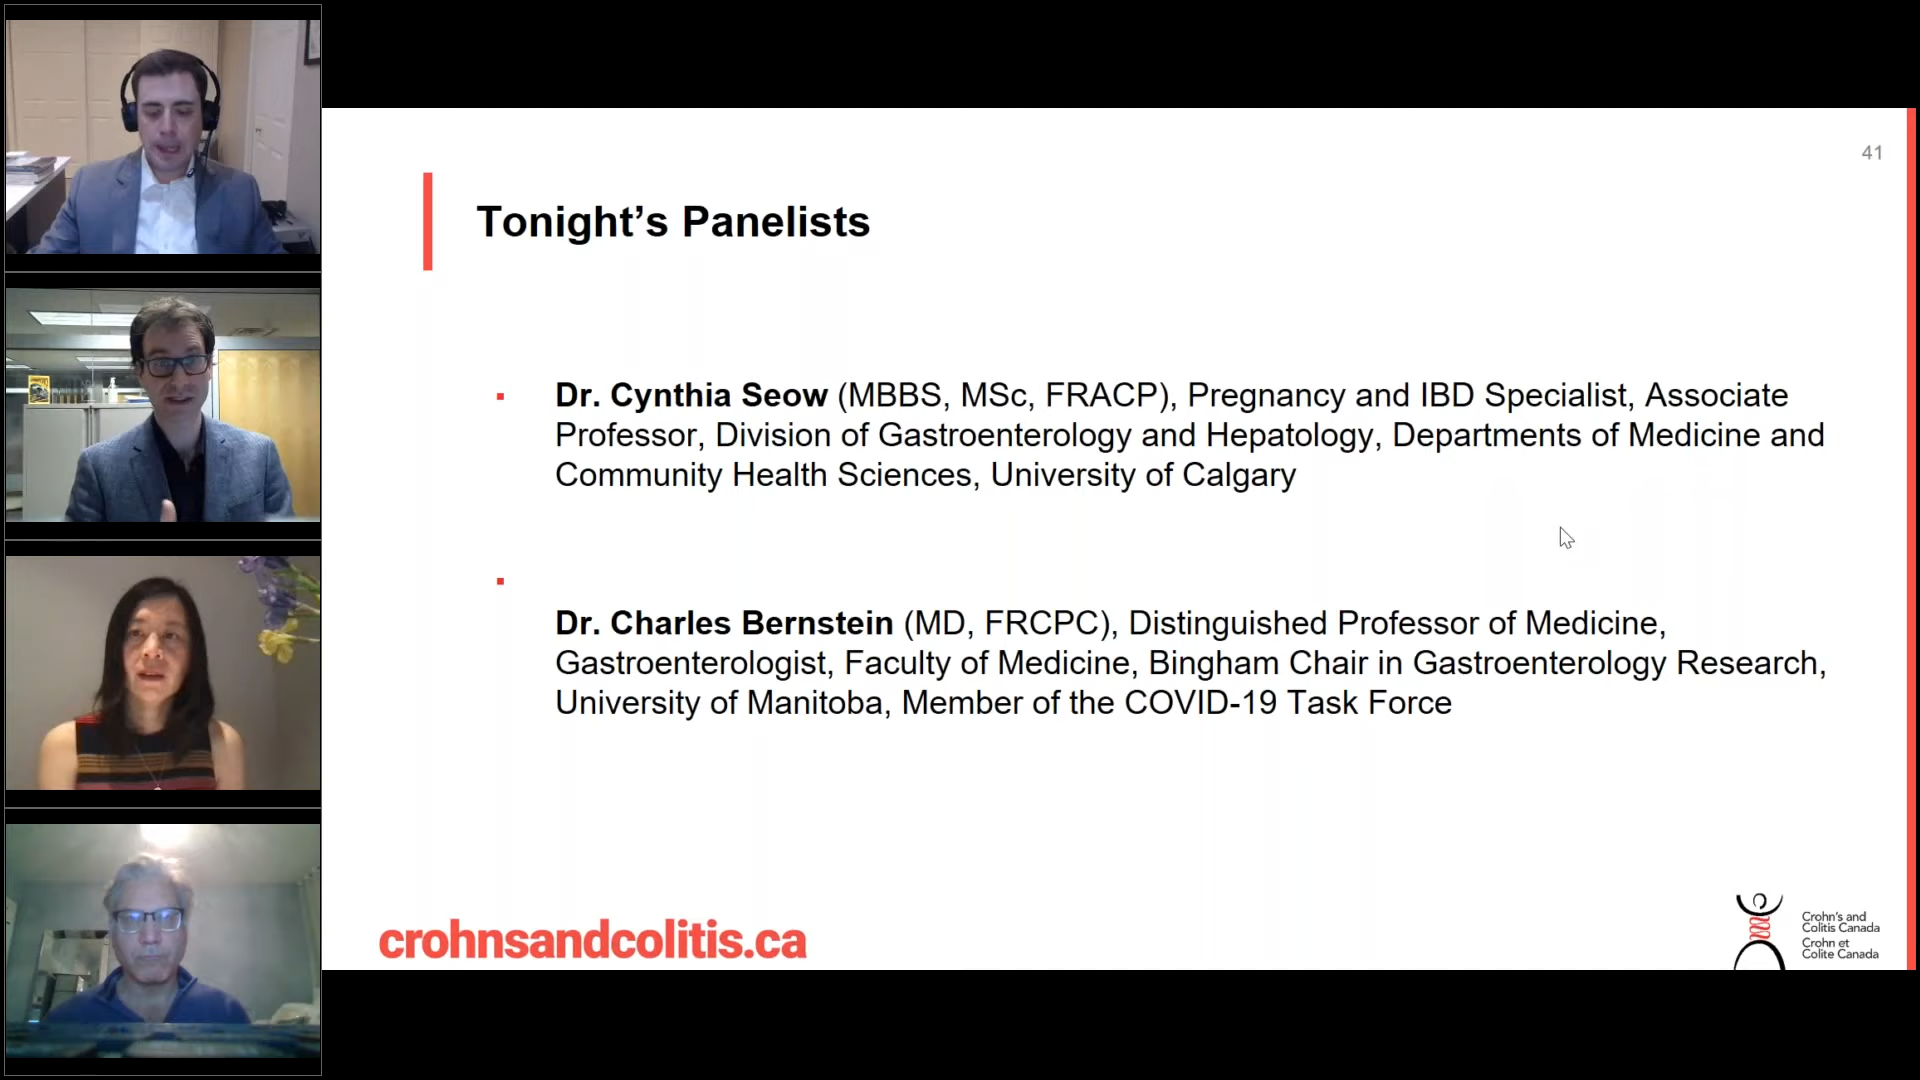 41
Tonight’s Panelists
Dr. Cynthia Seow (MBBS, MSc, FRACP), Pregnancy and IBD Specialist, Associate
Professor, Division of Gastroenterology and Hepatology, Departments of Medicine and
Community Health Sciences, University of Calgary
Dr. Charles Bernstein (MD, FRCPC), Distinguished Professor of Medicine,
Gastroenterologist, Faculty of Medicine, Bingham Chair in Gastroenterology Research,
University of Manitoba, Member of the COVID-19 Task Force
crohnsandcolitis.ca
Crohn's and
Colitis Canada
Crohn et
Colite Canada